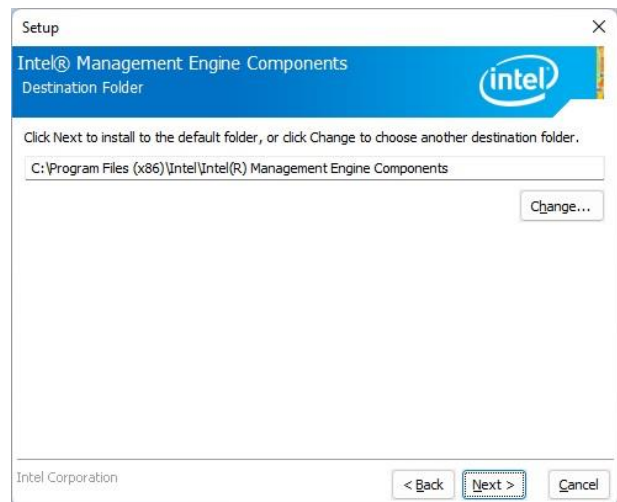 Setup
Intel® Management Engine Components
Destination Folder
intel
Click Next to install to the default folder, or click Change to choose another destination folder.
C:\Program Files (x86)\Intel\Intel(R) Management Engine Components
Change...
Intel Corporation
< Back
Next >
Cancel